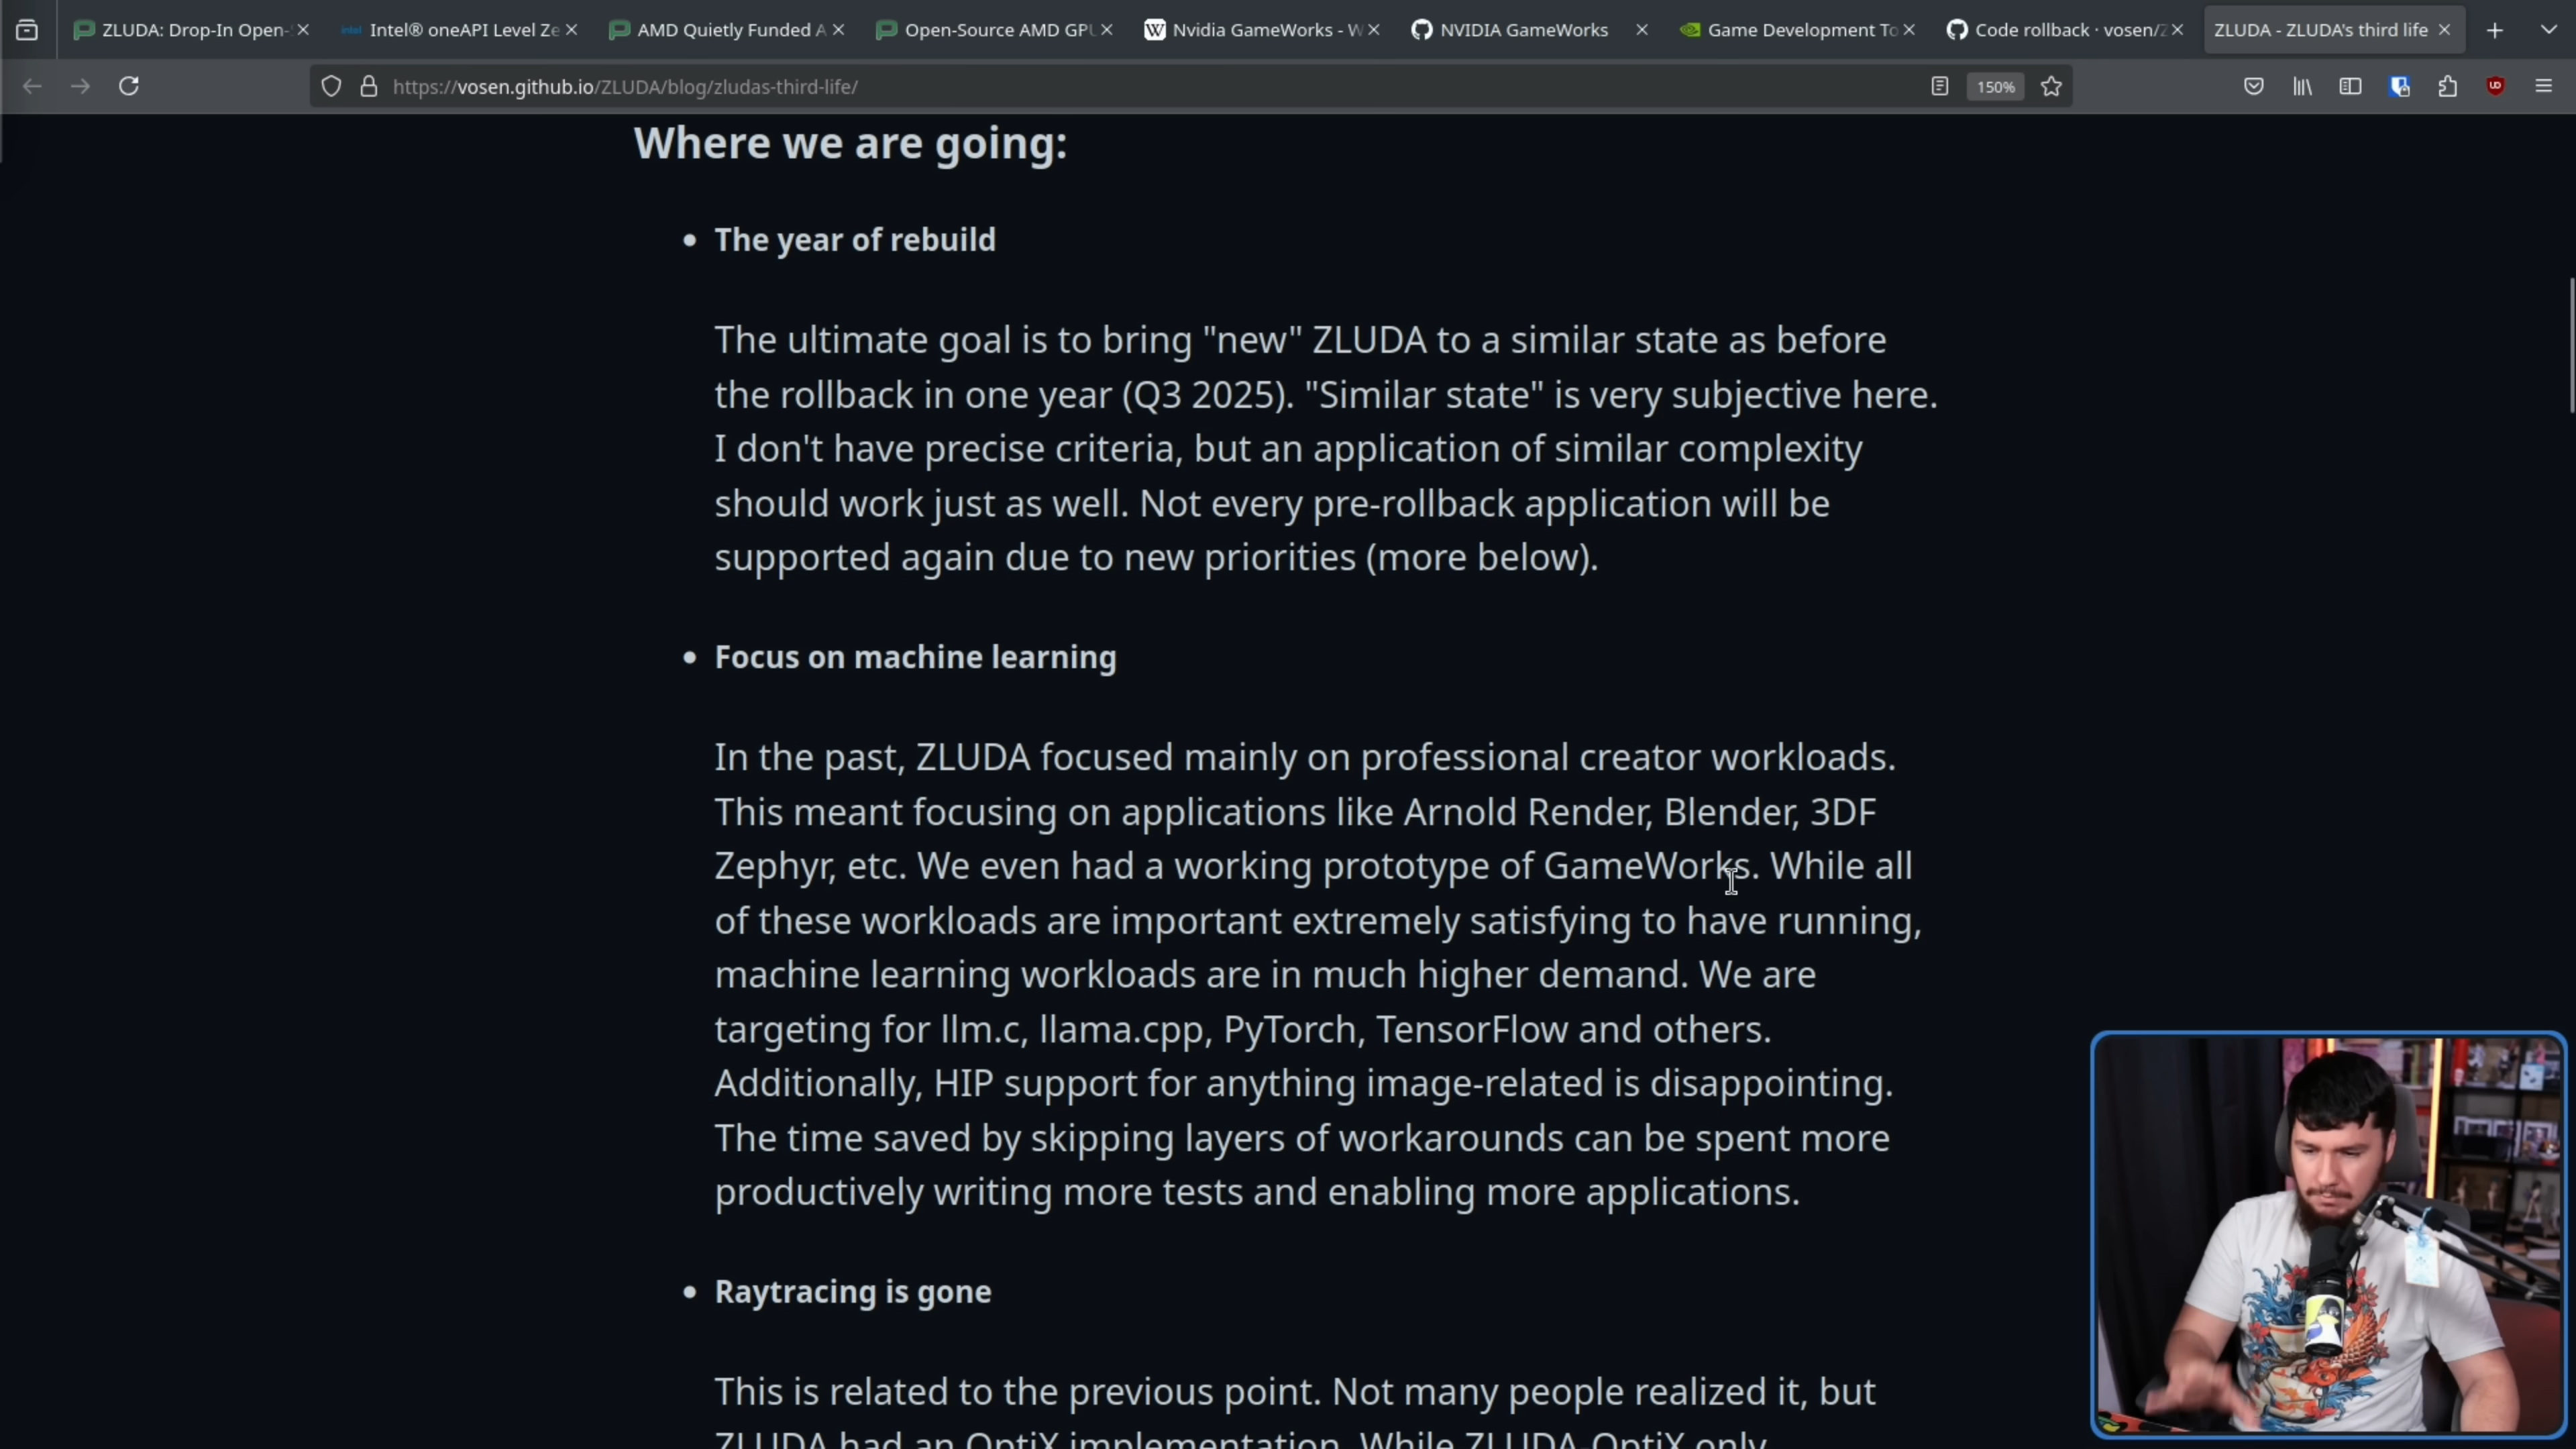 ZLUDA: Drop-In Open-
Intel® oneAPI Level Ze
AMD Quietly Funded A
Open-Source AMD GPU
Nvidia GameWorks - W
NVIDIA GameWorks
Game Development To
Code rollback · vosen/Z
ZLUDA - ZLUDA's third life
https://vosen.github.io/ZLUDA/blog/zludas-third-life/
150%
Where we are going:
• The year of rebuild
The ultimate goal is to bring "new" ZLUDA to a similar state as before
the rollback in one year (Q3 2025). "Similar state" is very subjective here.
I don't have precise criteria, but an application of similar complexity
should work just as well. Not every pre-rollback application will be
supported again due to new priorities (more below).
• Focus on machine learning
In the past, ZLUDA focused mainly on professional creator workloads.
This meant focusing on applications like Arnold Render, Blender, 3DF
Zephyr, etc. We even had a working prototype of GameWorks. While all
of these workloads are important extremely satisfying to have running,
machine learning workloads are in much higher demand. We are
targeting for llm.c, llama.cpp, PyTorch, TensorFlow and others.
Additionally, HIP support for anything image-related is disappointing.
The time saved by skipping layers of workarounds can be spent more
productively writing more tests and enabling more applications.
• Raytracing is gone
This is related to the previous point. Not many people realized it, but
ZLUDA had an OptiX implementation. While ZLUDA OptiX only